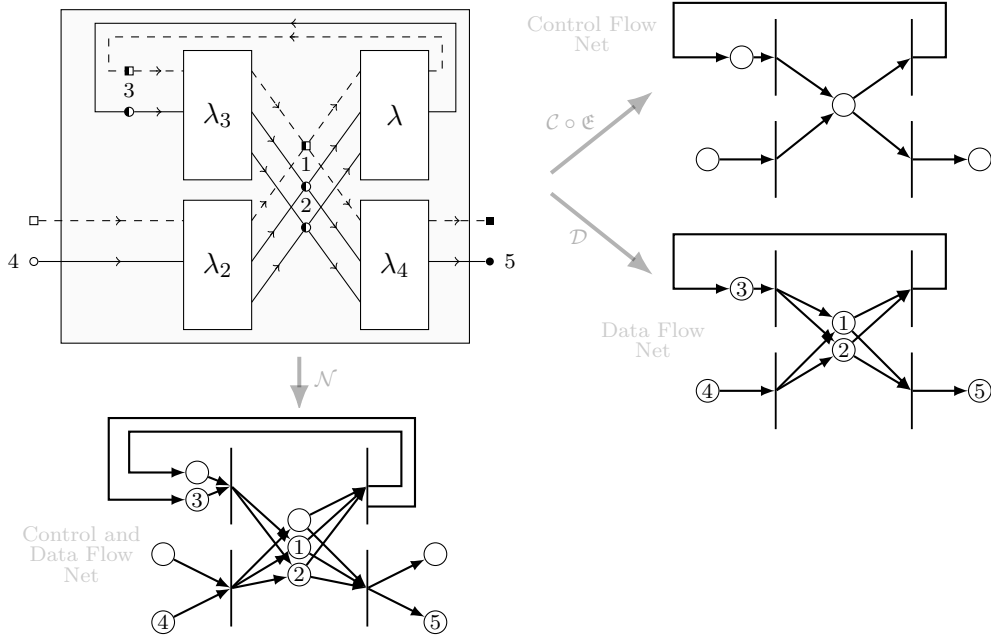 3
λ₃
λ
1
2
4
λ₂
λ₄
5
𝒩
Control Flow
Net
𝒞 ∘ 𝕰
𝒟
Data Flow
Net
3
1
2
4
5
Control and
Data Flow
Net
3
1
2
4
5